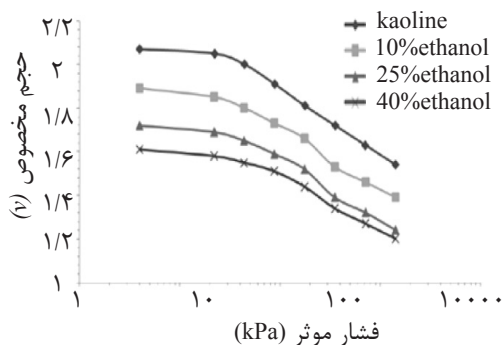 ۲/۲
۲
۱/۸
۱/۶
۱/۴
۱/۲
۱
حجم مخصوص (v)
kaoline
10%ethanol
25%ethanol
40%ethanol
۱ ۱۰ ۱۰۰ ۱۰۰۰۰
فشار موثر (kPa)